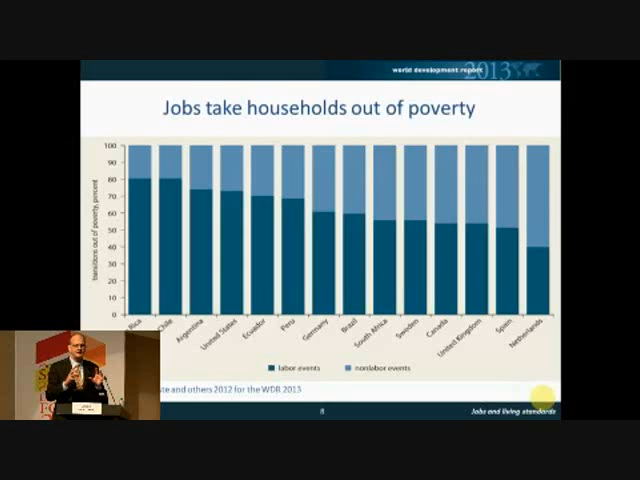 world development report 2013
Jobs take households out of poverty
transitions out of poverty, percent
100
90
80
70
60
50
40
30
20
10
0
Rica
Chile
Argentina
United States
Ecuador
Peru
Germany
Brazil
South Africa
Sweden
Canada
United Kingdom
Spain
Netherlands
labor events
nonlabor events
and others 2012 for the WDR 2013
8
Jobs and living standards